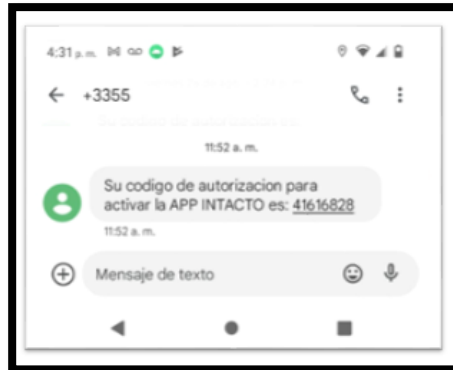 4:31 p. m.
+3355
11:52 a. m.
Su codigo de autorizacion para
activar la APP INTACTO es: 41616828
11:52 a. m.
Mensaje de texto